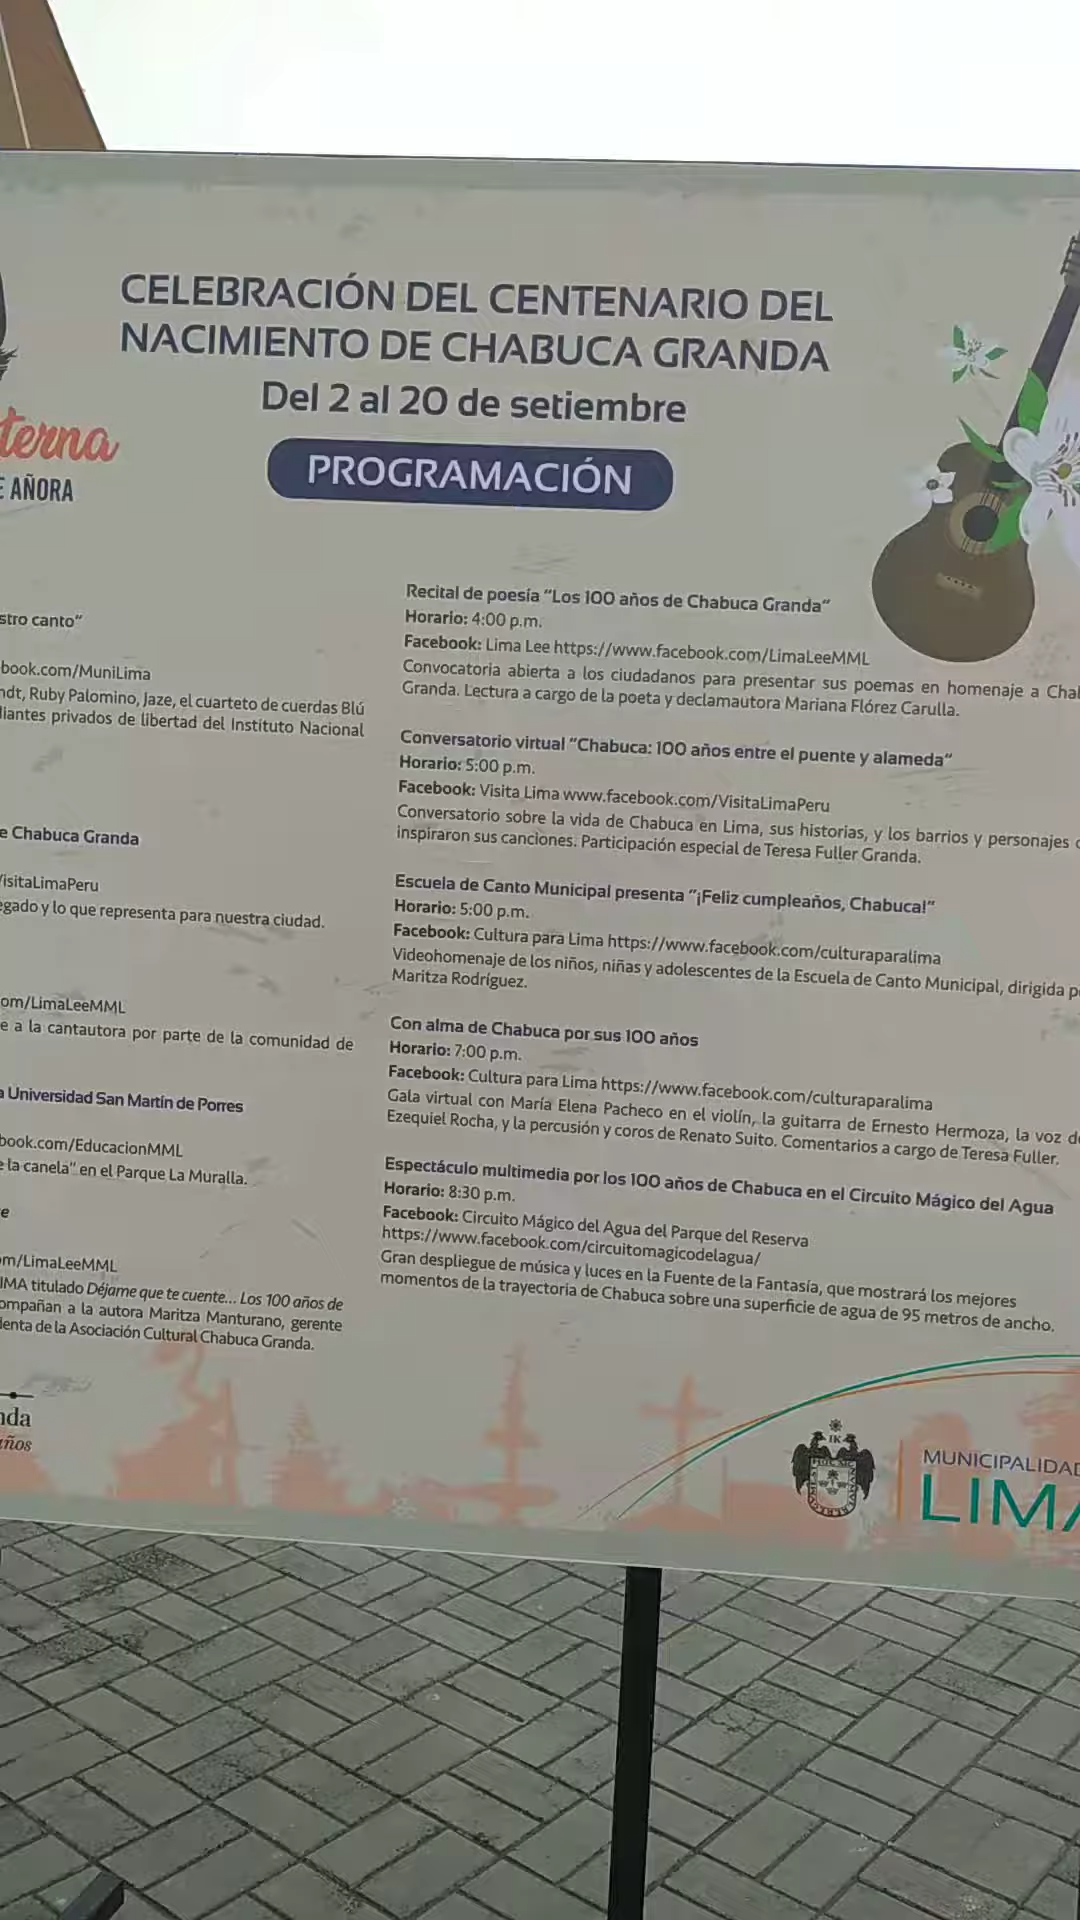 CELEBRACIÓN DEL CENTENARIO DEL
NACIMIENTO DE CHABUCA GRANDA
Del 2 al 20 de setiembre
PROGRAMACIÓN
terna
E AÑORA
stro canto"
book.com/MuniLima
ndt, Ruby Palomino, Jaze, el cuarteto de cuerdas Blú
liantes privados de libertad del Instituto Nacional
e Chabuca Granda
VisitaLimaPeru
egado y lo que representa para nuestra ciudad.
om/LimaLeeMML
e a la cantautora por parte de la comunidad de
a Universidad San Martín de Porres
book.com/EducacionMML
e la canela" en el Parque La Muralla.
e
om/LimaLeeMML
IMA titulado Déjame que te cuente... Los 100 años de
ompañan a la autora Maritza Manturano, gerente
denta de la Asociación Cultural Chabuca Granda.
nda
años
Recital de poesía "Los 100 años de Chabuca Granda"
Horario: 4:00 p.m.
Facebook: Lima Lee https://www.facebook.com/LimaLeeMML
Convocatoria abierta a los ciudadanos para presentar sus poemas en homenaje a Chab
Granda. Lectura a cargo de la poeta y declamautora Mariana Flórez Carulla.
Conversatorio virtual "Chabuca: 100 años entre el puente y alameda"
Horario: 5:00 p.m.
Facebook: Visita Lima www.facebook.com/VisitaLimaPeru
Conversatorio sobre la vida de Chabuca en Lima, sus historias, y los barrios y personajes
inspiraron sus canciones. Participación especial de Teresa Fuller Granda.
Escuela de Canto Municipal presenta "¡Feliz cumpleaños, Chabuca!"
Horario: 5:00 p.m.
Facebook: Cultura para Lima https://www.facebook.com/culturaparalima
Videohomenaje de los niños, niñas y adolescentes de la Escuela de Canto Municipal, dirigida p
Maritza Rodríguez.
Con alma de Chabuca por sus 100 años
Horario: 7:00 p.m.
Facebook: Cultura para Lima https://www.facebook.com/culturaparalima
Gala virtual con María Elena Pacheco en el violín, la guitarra de Ernesto Hermoza, la voz de
Ezequiel Rocha, y la percusión y coros de Renato Suito. Comentarios a cargo de Teresa Fuller.
Espectáculo multimedia por los 100 años de Chabuca en el Circuito Mágico del Agua
Horario: 8:30 p.m.
Facebook: Circuito Mágico del Agua del Parque del Reserva
https://www.facebook.com/circuitomagicodelagua/
Gran despliegue de música y luces en la Fuente de la Fantasía, que mostrará los mejores
momentos de la trayectoria de Chabuca sobre una superficie de agua de 95 metros de ancho.
IK
MUNICIPALIDAD
LIMA